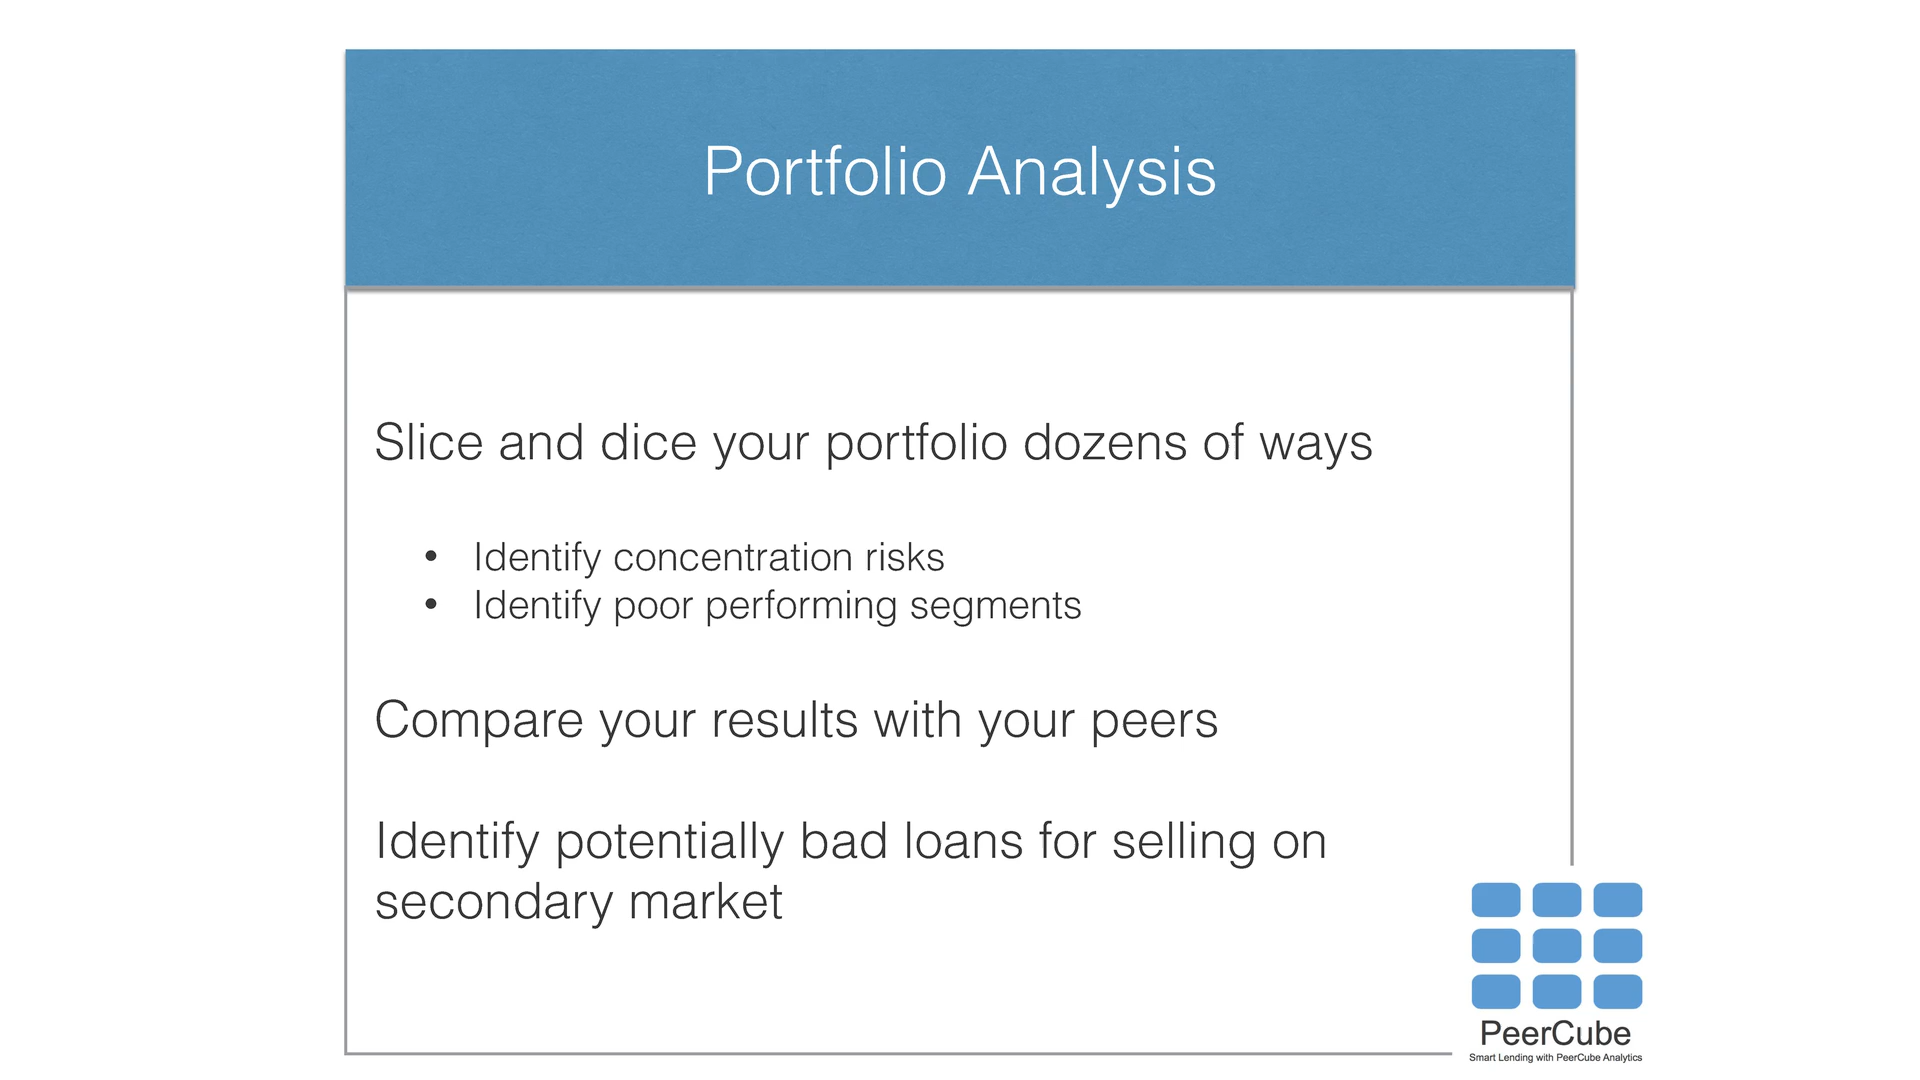 Portfolio Analysis
Slice and dice your portfolio dozens of ways
• Identify concentration risks
• Identify poor performing segments
Compare your results with your peers
Identify potentially bad loans for selling on
secondary market
PeerCube
Smart Lending with PeerCube Analytics